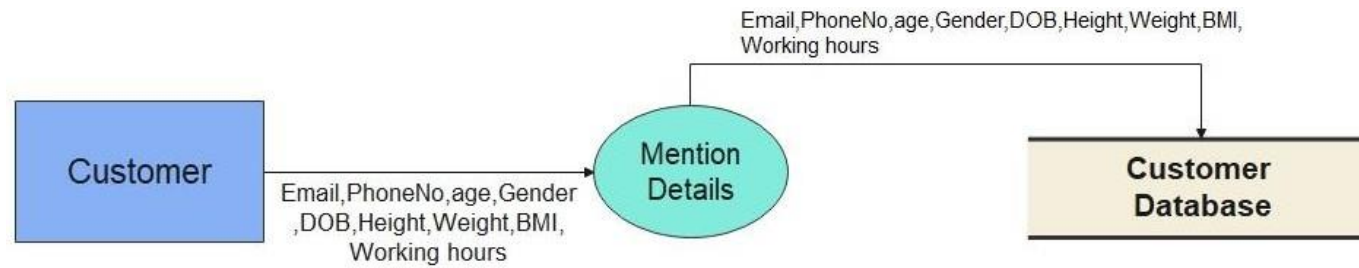 Email,PhoneNo,age,Gender,DOB,Height,Weight,BMI,
Working hours
Customer
Email,PhoneNo,age,Gender
,DOB,Height,Weight,BMI,
Working hours
Mention
Details
Customer
Database